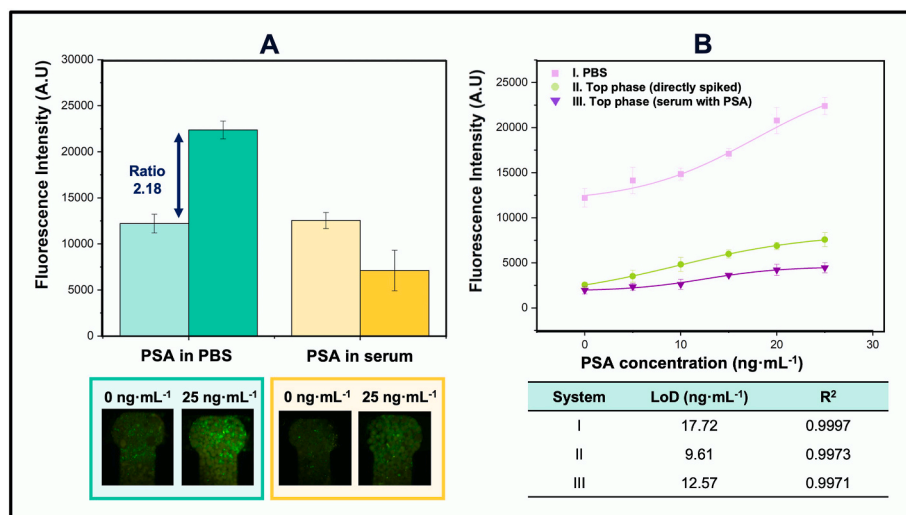 A
Fluorescence Intensity (A.U)
30000
25000
20000
15000
10000
5000
0
Ratio
2.18
PSA in PBS
PSA in serum
0 ng·mL⁻¹
25 ng·mL⁻¹
0 ng·mL⁻¹
25 ng·mL⁻¹
B
Fluorescence Intensity (A.U)
25000
20000
15000
10000
5000
0
I. PBS
II. Top phase (directly spiked)
III. Top phase (serum with PSA)
0 10 20 30
PSA concentration (ng·mL⁻¹)
System LoD (ng·mL⁻¹) R²
I 17.72 0.9997
II 9.61 0.9973
III 12.57 0.9971